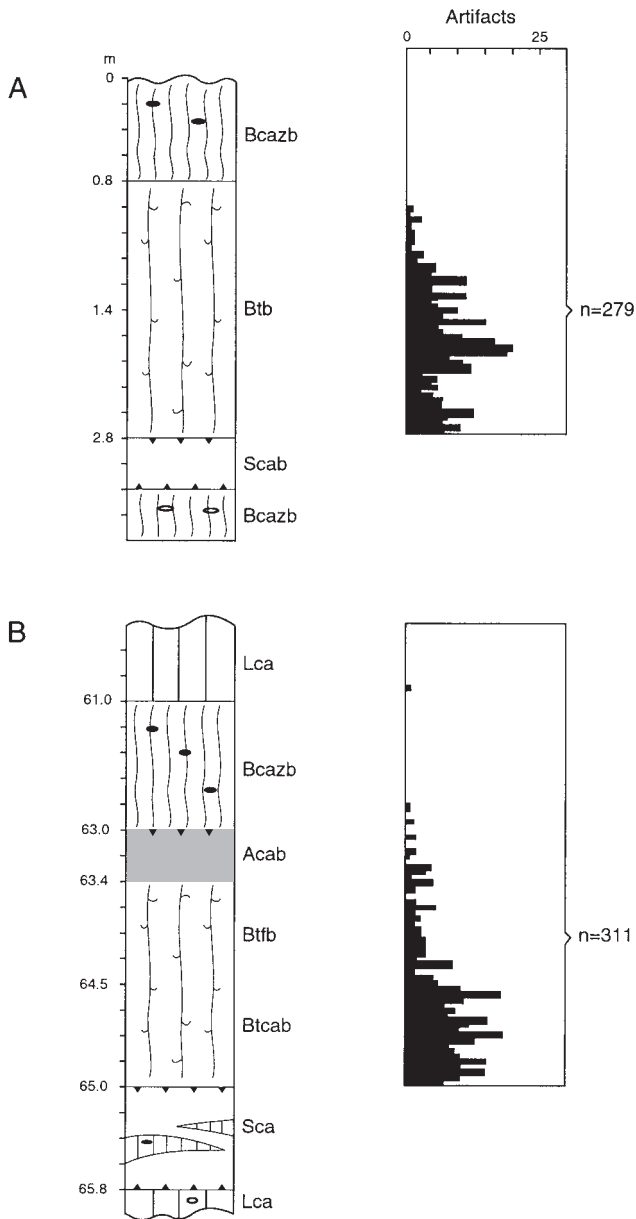 Artifacts
0 25
m
A
0
Bcazb
0.8
Btb
1.4
n=279
2.8
Scab
Bcazb
B
Lca
61.0
Bcazb
63.0
Acab
63.4
Btfb
n=311
64.5
Btcab
65.0
Sca
65.8
Lca